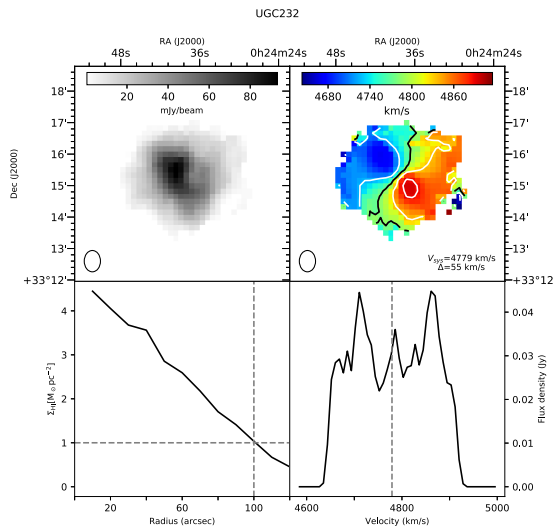 UGC232
RA (J2000)
RA (J2000)
48s 36s 0h24m24s
48s 36s 0h24m24s
20 40 60 80
mJy/beam
4680 4740 4800 4860
km/s
Dec (J2000)
18'
17'
16'
15'
14'
13'
+33°12'
18'
17'
16'
15'
14'
13'
+33°12'
V_sys=4779 km/s
Δ=55 km/s
Σ_HI[M_⊙pc⁻²]
4
3
2
1
0
20 40 60 80 100
Radius (arcsec)
0.04
0.03
0.02
0.01
0.00
Flux density (Jy)
4600 4800 5000
Velocity (km/s)